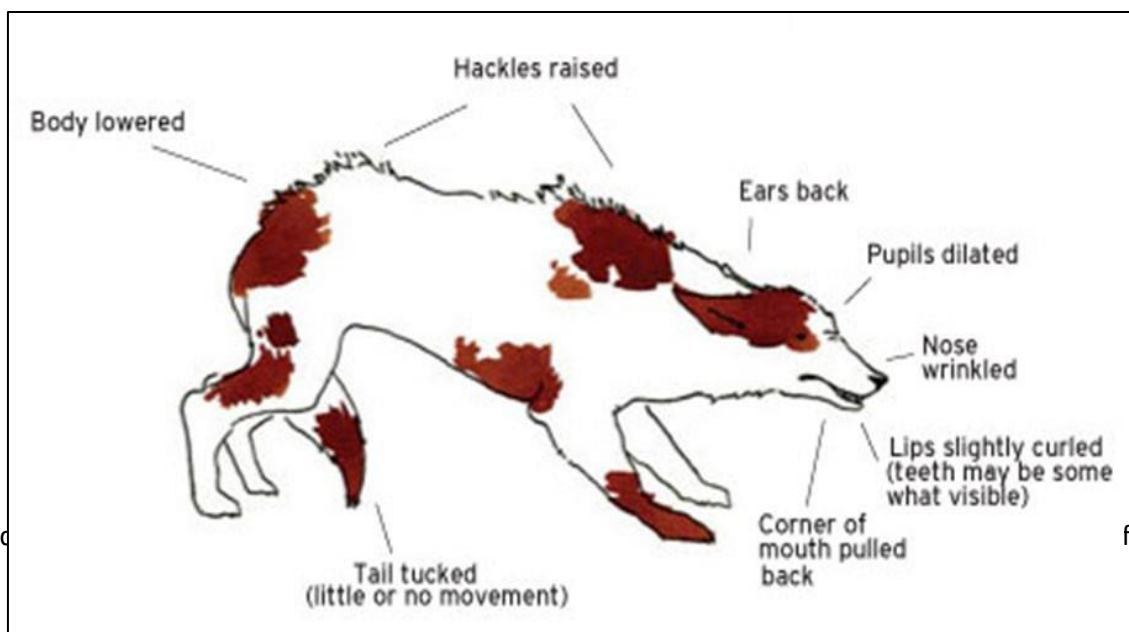 Hackles raised
Body lowered
Ears back
Pupils dilated
Nose
wrinkled
Lips slightly curled
(teeth may be some
what visible)
Corner of
mouth pulled
back
Tail tucked
(little or no movement)